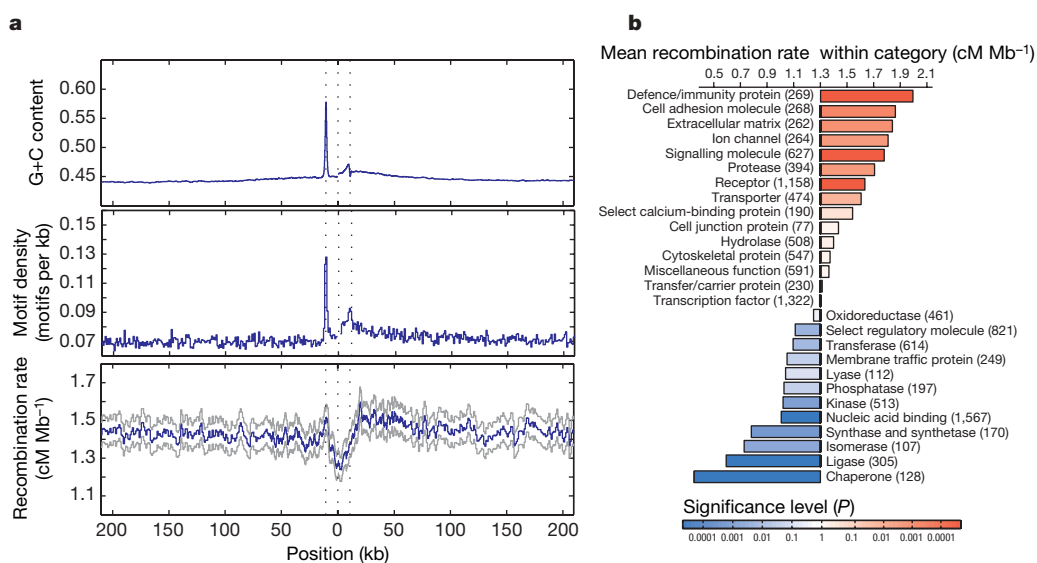 a
0.60
0.55
0.50
0.45
G+C content
0.15
0.13
0.11
0.09
0.07
Motif density
(motifs per kb)
1.7
1.5
1.3
1.1
Recombination rate
(cM Mb–1)
200 150 100 50 0 50 100 150 200
Position (kb)
b
Mean recombination rate within category (cM Mb–1)
0.5 0.7 0.9 1.1 1.3 1.5 1.7 1.9 2.1
Defence/immunity protein (269)
Cell adhesion molecule (268)
Extracellular matrix (262)
Ion channel (264)
Signalling molecule (627)
Protease (394)
Receptor (1,158)
Transporter (474)
Select calcium-binding protein (190)
Cell junction protein (77)
Hydrolase (508)
Cytoskeletal protein (547)
Miscellaneous function (591)
Transfer/carrier protein (230)
Transcription factor (1,322)
Oxidoreductase (461)
Select regulatory molecule (821)
Transferase (614)
Membrane traffic protein (249)
Lyase (112)
Phosphatase (197)
Kinase (513)
Nucleic acid binding (1,567)
Synthase and synthetase (170)
Isomerase (107)
Ligase (305)
Chaperone (128)
Significance level (P)
0.0001 0.001 0.01 0.1 1 0.1 0.01 0.001 0.0001